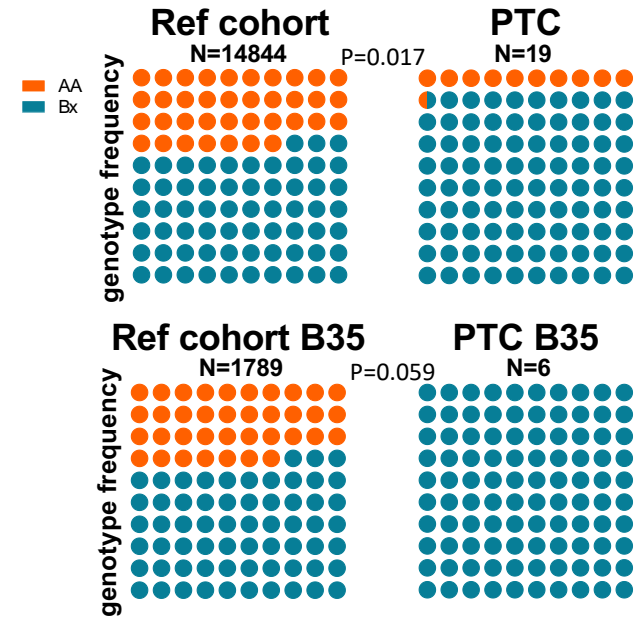 Ref cohort
N=14844
P=0.017
PTC
N=19
AA
Bx
genotype frequency
Ref cohort B35
N=1789
P=0.059
PTC B35
N=6
genotype frequency